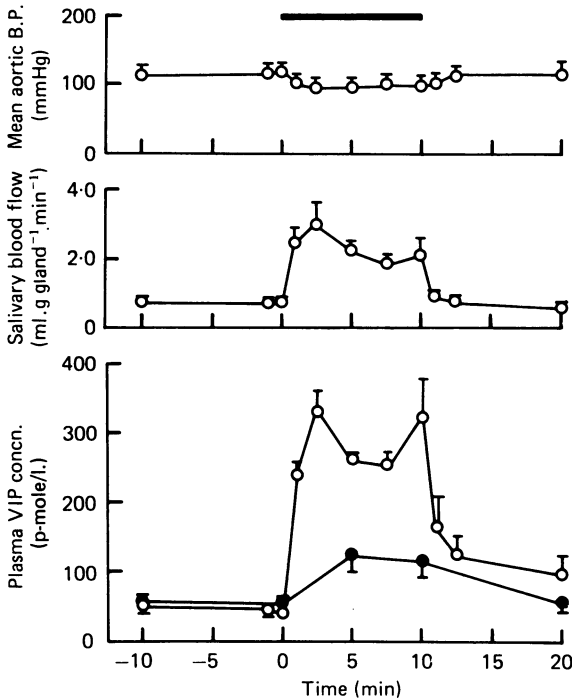 Mean aortic B.P.
(mmHg)
200
100
0
Salivary blood flow
(ml.g gland⁻¹.min⁻¹)
4·0
2·0
0
Plasma VIP concn.
(p-mole/l.)
400
300
200
100
0
−10 −5 0 5 10 15 20
Time (min)